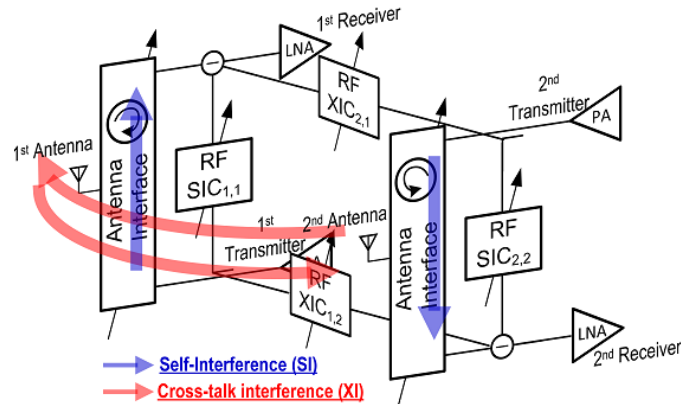 1st Receiver
LNA
RF
XIC2,1
2nd
Transmitter
PA
1st Antenna
Antenna
Interface
RF
SIC1,1
1st
Transmitter
2nd Antenna
RF
XIC1,2
Antenna
Interface
RF
SIC2,2
LNA
2nd Receiver
Self-Interference (SI)
Cross-talk interference (XI)